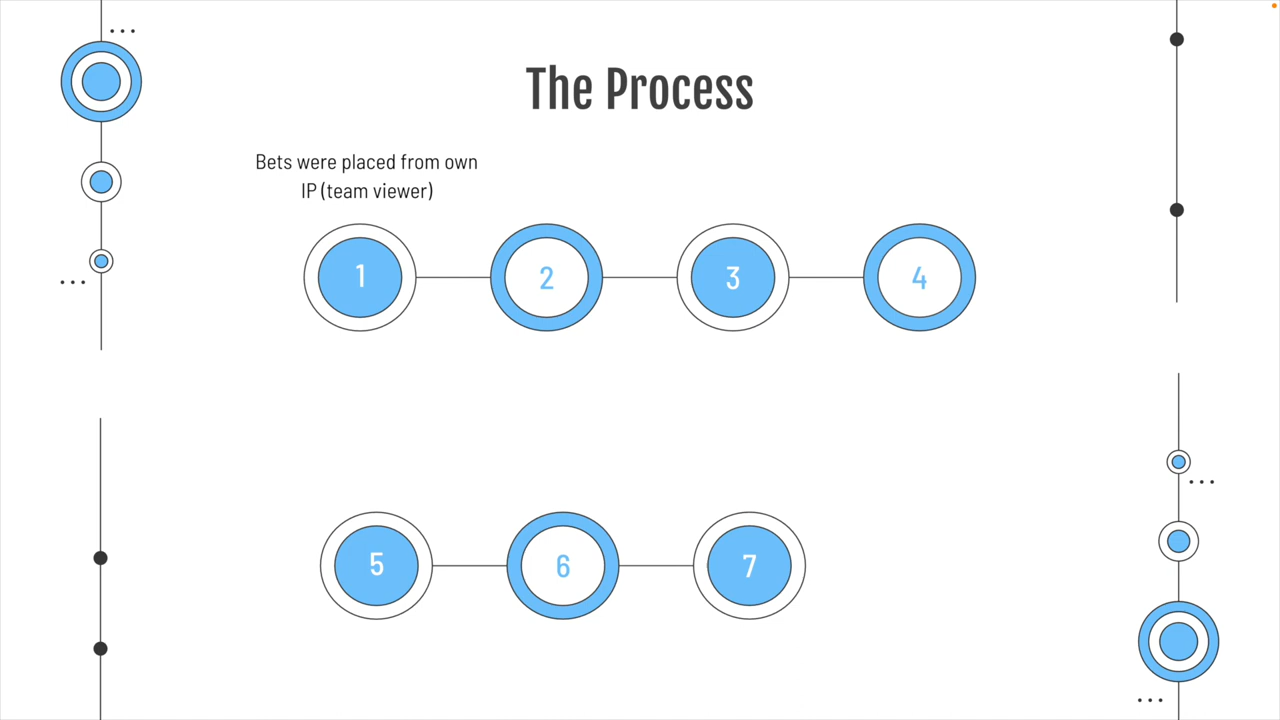 The Process
Bets were placed from own
IP (team viewer)
1
2
3
4
5
6
7